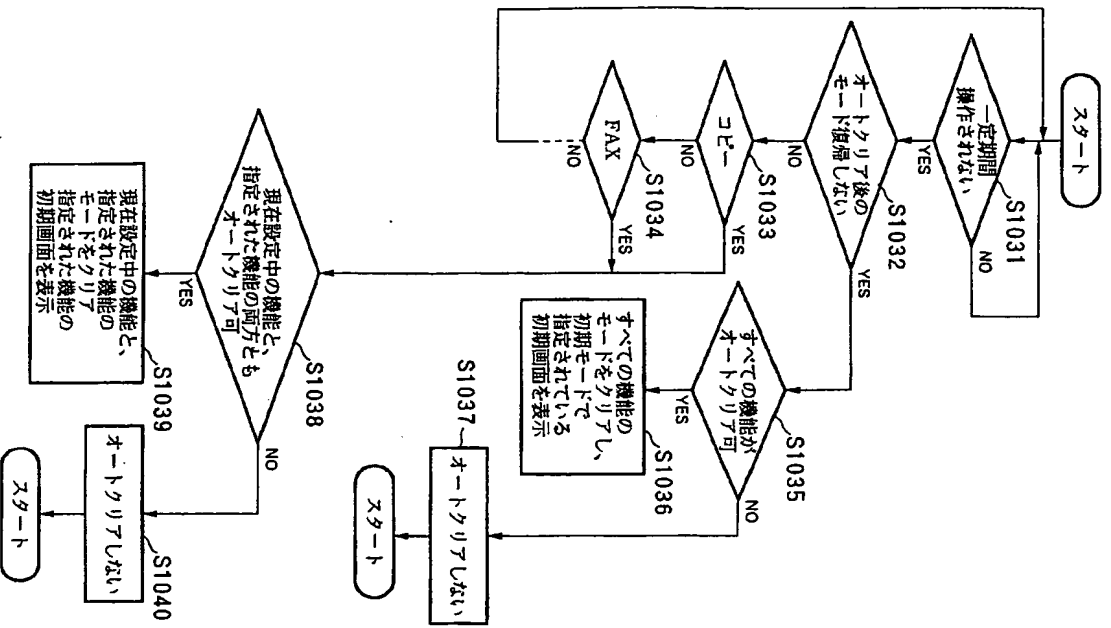 スタート
一定期間
操作されない
S1031
NO
YES
オートクリア後の
モード復帰しない
S1032
YES
NO
コピー
S1033
YES
NO
FAX
S1034
YES
NO
すべての機能が
オートクリア可
S1035
NO
YES
すべての機能の
モードをクリアし、
初期モードで
指定されている
初期画面を表示
S1036
S1037
オートクリアしない
スタート
現在設定中の機能と、
指定された機能の両方とも
オートクリア可
S1038
NO
YES
現在設定中の機能と、
指定された機能の
モードをクリア
指定された機能の
初期画面を表示
S1039
オートクリアしない
S1040
スタート